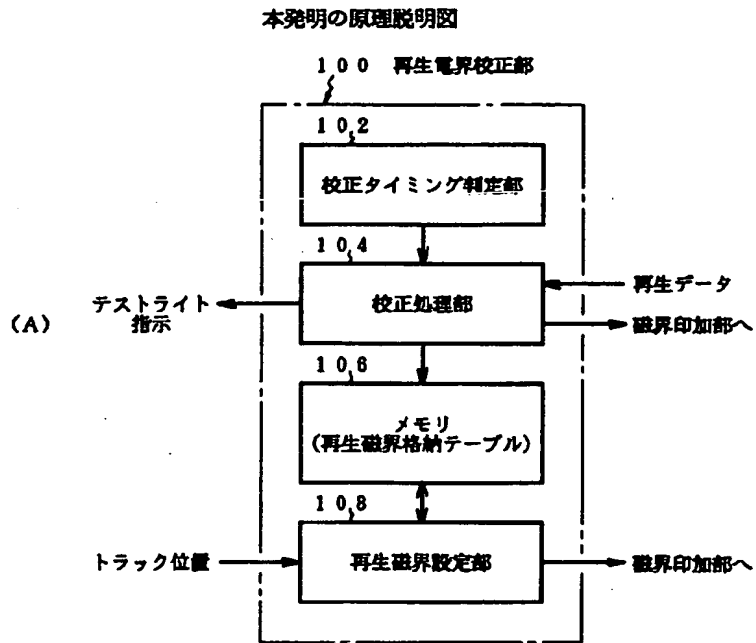 本発明の原理説明図
100 再生電界校正部
102
校正タイミング判定部
104
校正処理部
再生データ
テストライト
指示
磁界印加部へ
(A)
106
メモリ
(再生磁界格納テーブル)
108
トラック位置
再生磁界設定部
磁界印加部へ